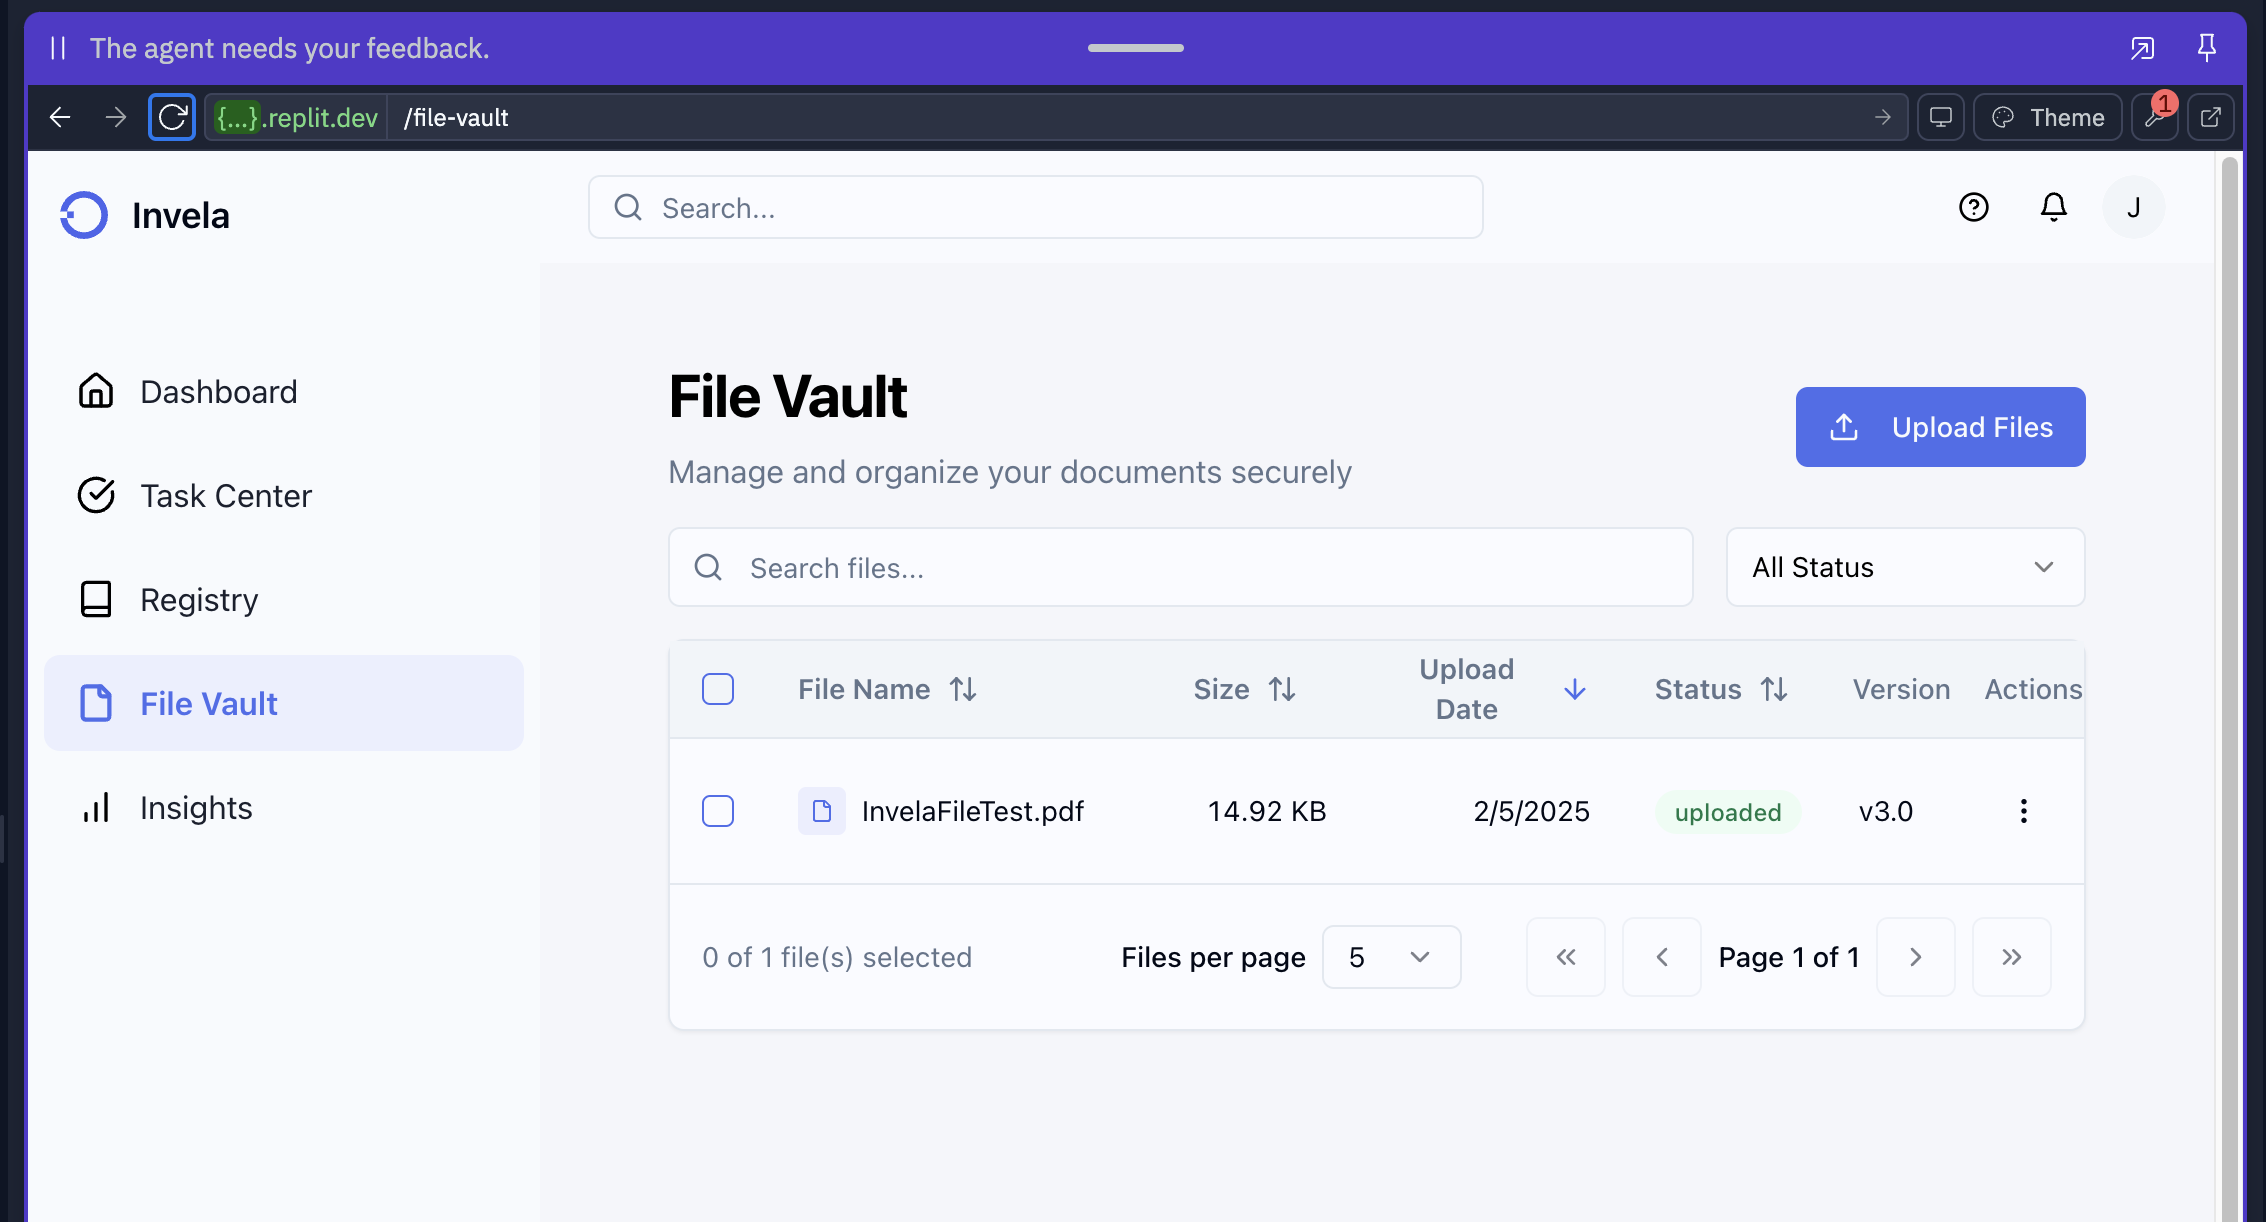 The agent needs your feedback.
{...}.replit.dev /file-vault Theme 1
Invela
Search...
J
Dashboard
Task Center
Registry
File Vault
Insights
File Vault
Manage and organize your documents securely
Upload Files
Search files...
All Status
File Name Size Upload Date Status Version Actions
InvelaFileTest.pdf 14.92 KB 2/5/2025 uploaded v3.0
0 of 1 file(s) selected Files per page 5 Page 1 of 1